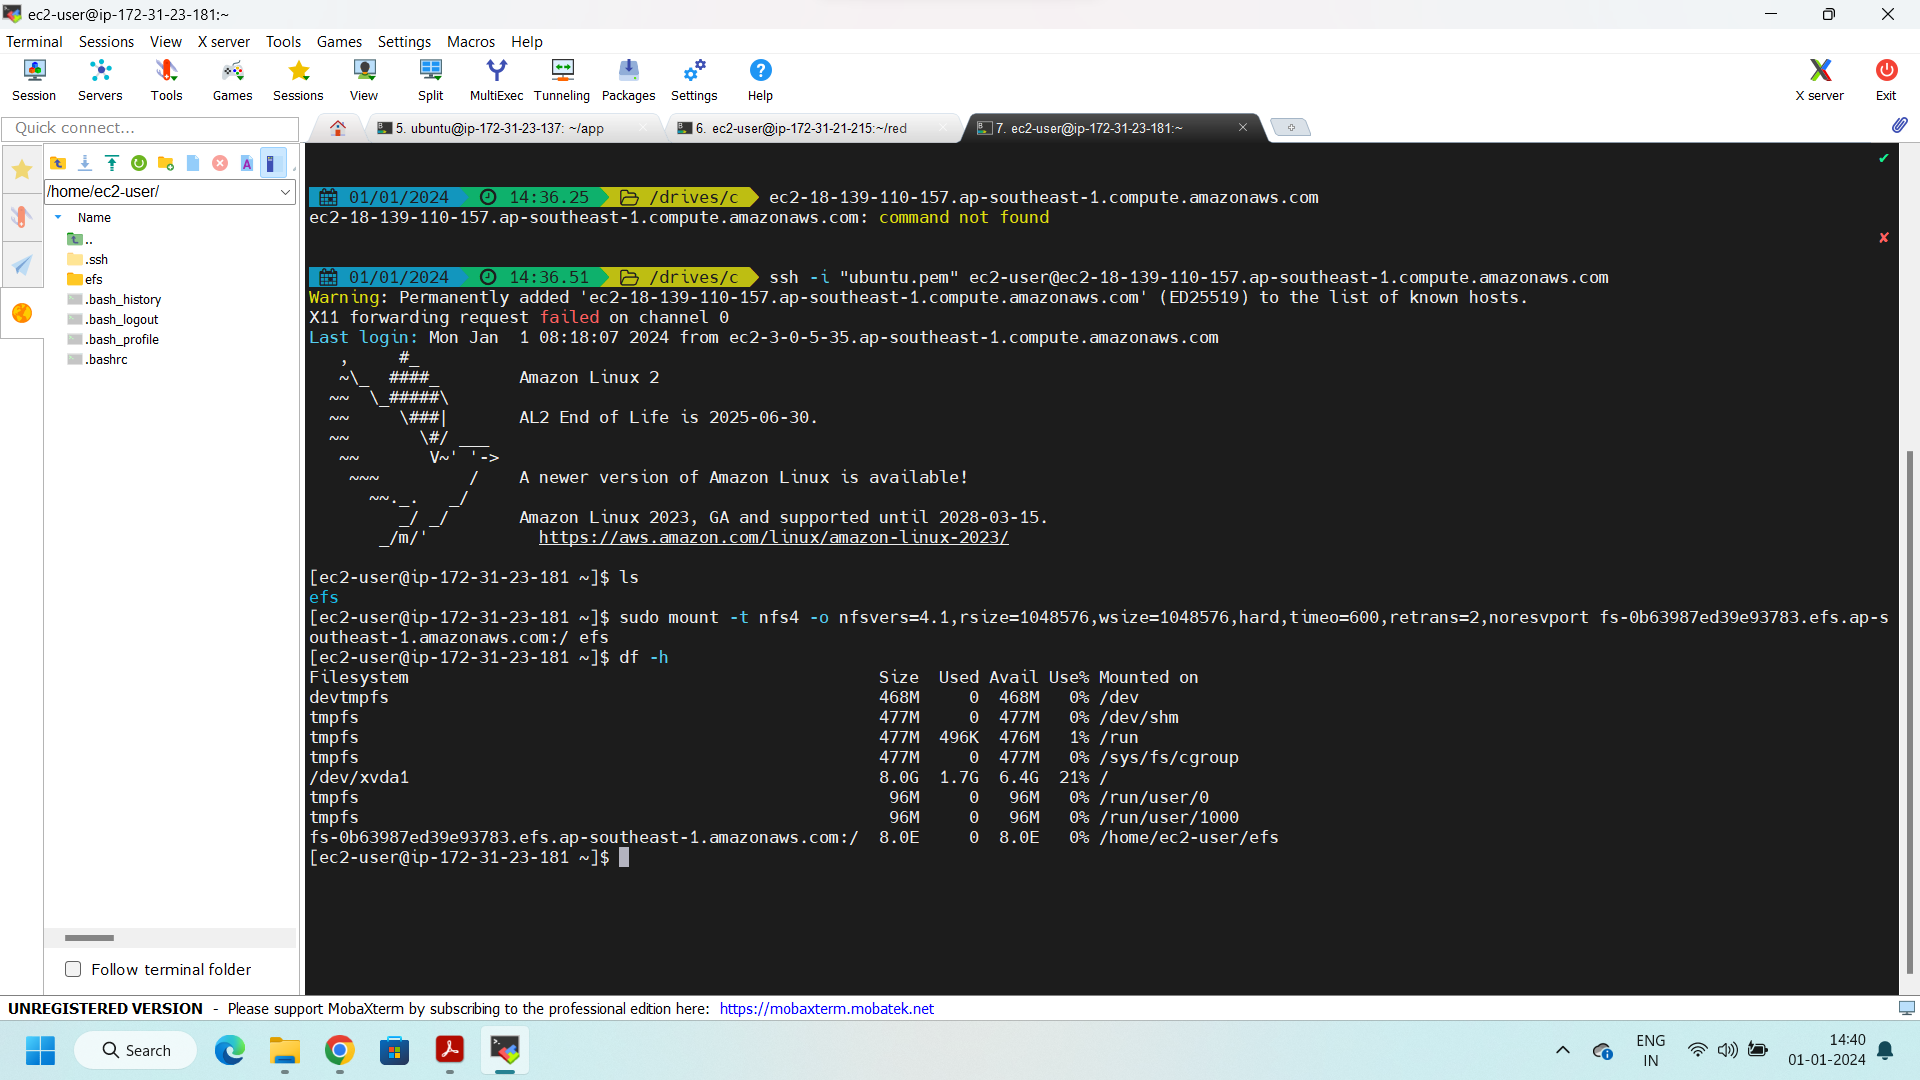 ec2-user@ip-172-31-23-181:~
Terminal Sessions View X server Tools Games Settings Macros Help
Session Servers Tools Games Sessions View Split MultiExec Tunneling Packages Settings Help X server Exit
Quick connect...
5. ubuntu@ip-172-31-23-137: ~/app
6. ec2-user@ip-172-31-21-215:~/red
7. ec2-user@ip-172-31-23-181:~
/home/ec2-user/
Name
..
.ssh
efs
.bash_history
.bash_logout
.bash_profile
.bashrc
Follow terminal folder
01/01/2024 14:36.25 /drives/c ec2-18-139-110-157.ap-southeast-1.compute.amazonaws.com
ec2-18-139-110-157.ap-southeast-1.compute.amazonaws.com: command not found
01/01/2024 14:36.51 /drives/c ssh -i "ubuntu.pem" ec2-user@ec2-18-139-110-157.ap-southeast-1.compute.amazonaws.com
Warning: Permanently added 'ec2-18-139-110-157.ap-southeast-1.compute.amazonaws.com' (ED25519) to the list of known hosts.
X11 forwarding request failed on channel 0
Last login: Mon Jan  1 08:18:07 2024 from ec2-3-0-5-35.ap-southeast-1.compute.amazonaws.com
   ,     #_
   ~\_  ####_        Amazon Linux 2
  ~~  \_#####\
  ~~     \###|       AL2 End of Life is 2025-06-30.
  ~~       \#/ ___
   ~~       V~' '->
    ~~~         /    A newer version of Amazon Linux is available!
      ~~._.   _/
         _/ _/       Amazon Linux 2023, GA and supported until 2028-03-15.
       _/m/'           https://aws.amazon.com/linux/amazon-linux-2023/
[ec2-user@ip-172-31-23-181 ~]$ ls
efs
[ec2-user@ip-172-31-23-181 ~]$ sudo mount -t nfs4 -o nfsvers=4.1,rsize=1048576,wsize=1048576,hard,timeo=600,retrans=2,noresvport fs-0b63987ed39e93783.efs.ap-s
outheast-1.amazonaws.com:/ efs
[ec2-user@ip-172-31-23-181 ~]$ df -h
Filesystem                                               Size  Used Avail Use% Mounted on
devtmpfs                                                 468M     0  468M   0% /dev
tmpfs                                                    477M     0  477M   0% /dev/shm
tmpfs                                                    477M  496K  476M   1% /run
tmpfs                                                    477M     0  477M   0% /sys/fs/cgroup
/dev/xvda1                                               8.0G  1.7G  6.4G  21% /
tmpfs                                                     96M     0   96M   0% /run/user/0
tmpfs                                                     96M     0   96M   0% /run/user/1000
fs-0b63987ed39e93783.efs.ap-southeast-1.amazonaws.com:/  8.0E     0  8.0E   0% /home/ec2-user/efs
[ec2-user@ip-172-31-23-181 ~]$
UNREGISTERED VERSION - Please support MobaXterm by subscribing to the professional edition here: https://mobaxterm.mobatek.net
Search
ENG
IN
14:40
01-01-2024